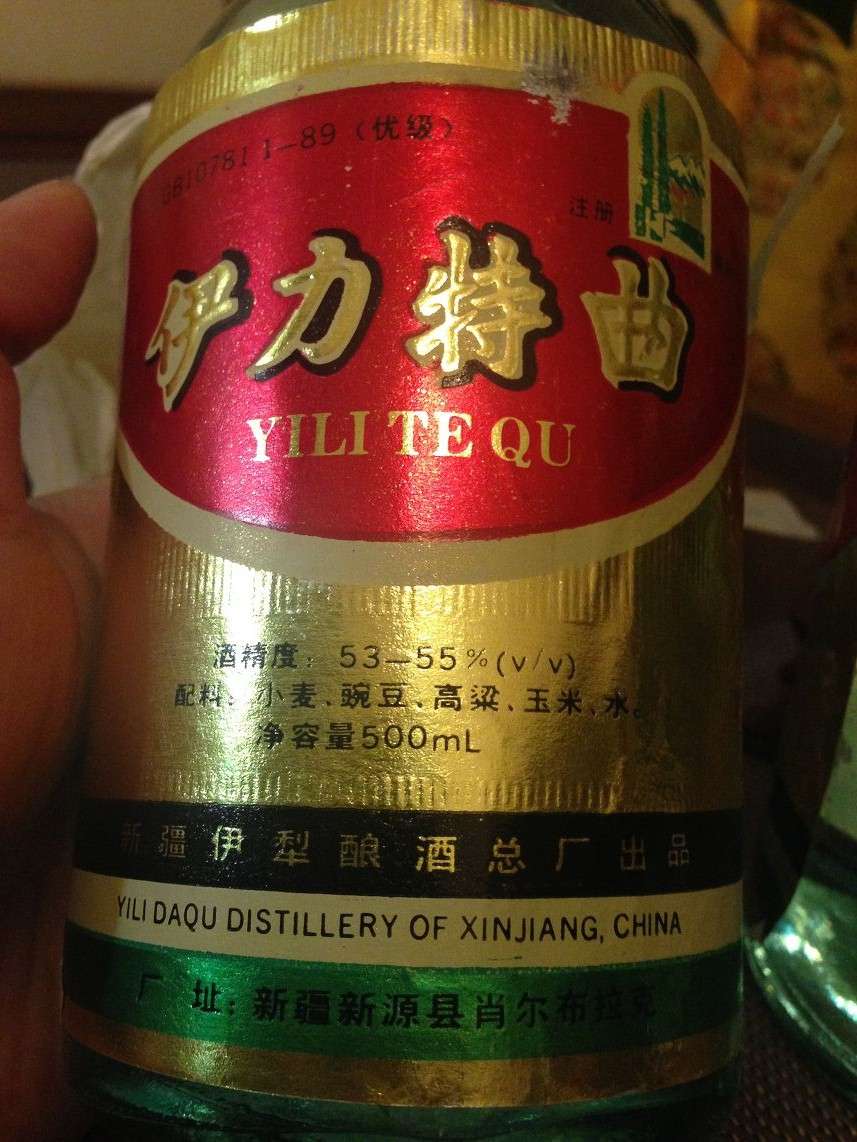 GB10781 1—89（优级）
注册
伊力特曲
YILI TE QU
酒精度：53—55%(v/v)
配料：小麦、豌豆、高粱、玉米、水。
净容量500mL
新疆伊犁酿酒总厂出品
YILI DAQU DISTILLERY OF XINJIANG, CHINA
厂 址：新疆新源县肖尔布拉克